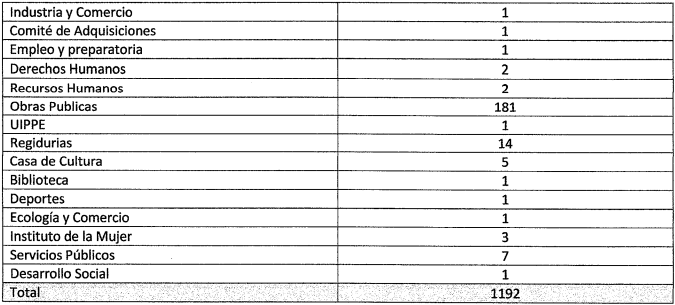 Industria y Comercio 1
Comité de Adquisiciones 1
Empleo y preparatoria 1
Derechos Humanos 2
Recursos Humanos 2
Obras Publicas 181
UIPPE 1
Regidurias 14
Casa de Cultura 5
Biblioteca 1
Deportes 1
Ecología y Comercio 1
Instituto de la Mujer 3
Servicios Públicos 7
Desarrollo Social 1
Total 1192